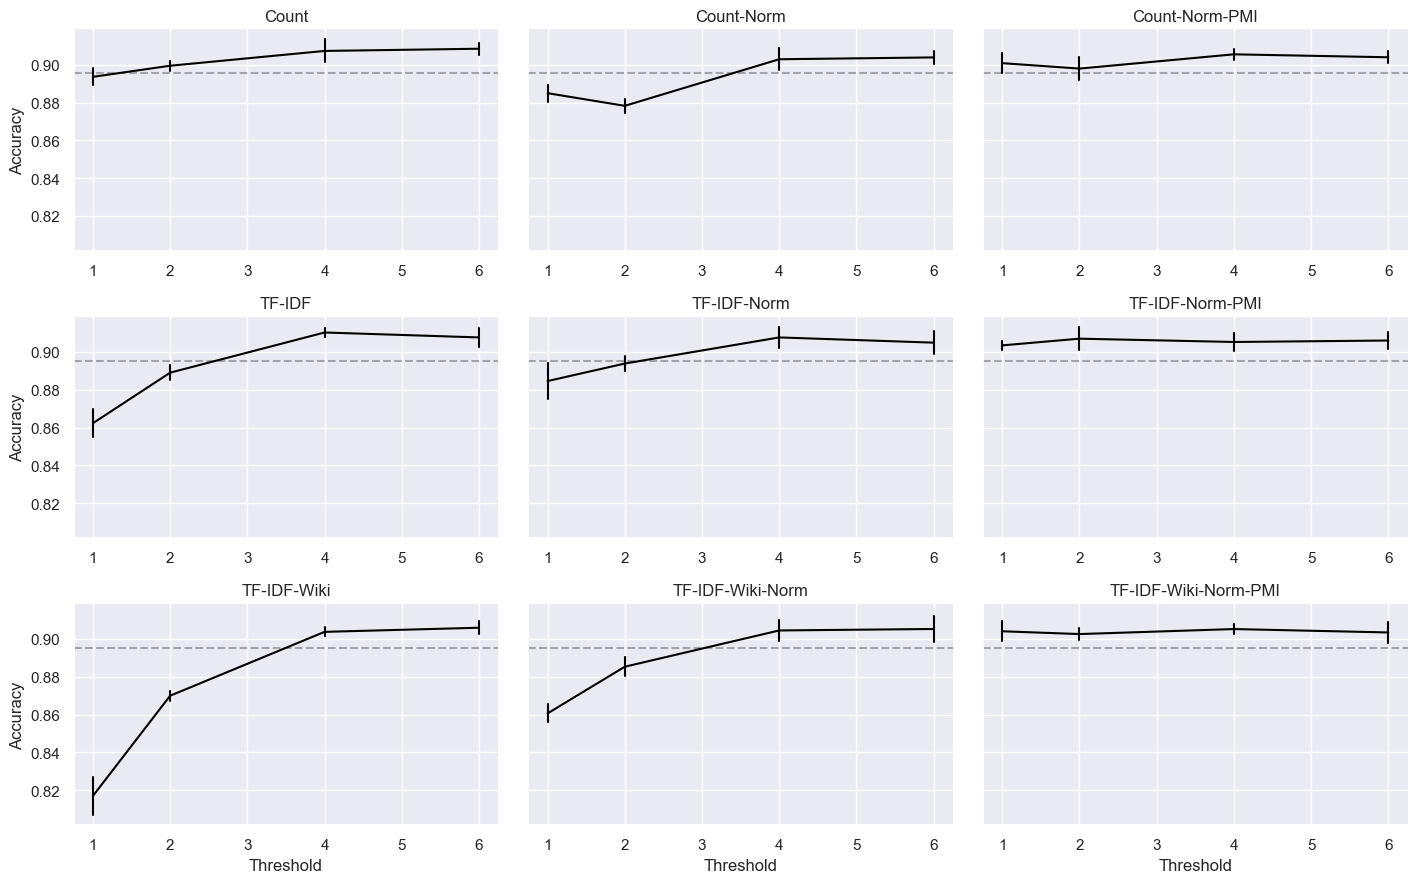 Count Count-Norm Count-Norm-PMI
Accuracy
0.90
0.88
0.86
0.84
0.82
1 2 3 4 5 6 1 2 3 4 5 6 1 2 3 4 5 6
TF-IDF TF-IDF-Norm TF-IDF-Norm-PMI
Accuracy
0.90
0.88
0.86
0.84
0.82
1 2 3 4 5 6 1 2 3 4 5 6 1 2 3 4 5 6
TF-IDF-Wiki TF-IDF-Wiki-Norm TF-IDF-Wiki-Norm-PMI
Accuracy
0.90
0.88
0.86
0.84
0.82
1 2 3 4 5 6 1 2 3 4 5 6 1 2 3 4 5 6
Threshold Threshold Threshold